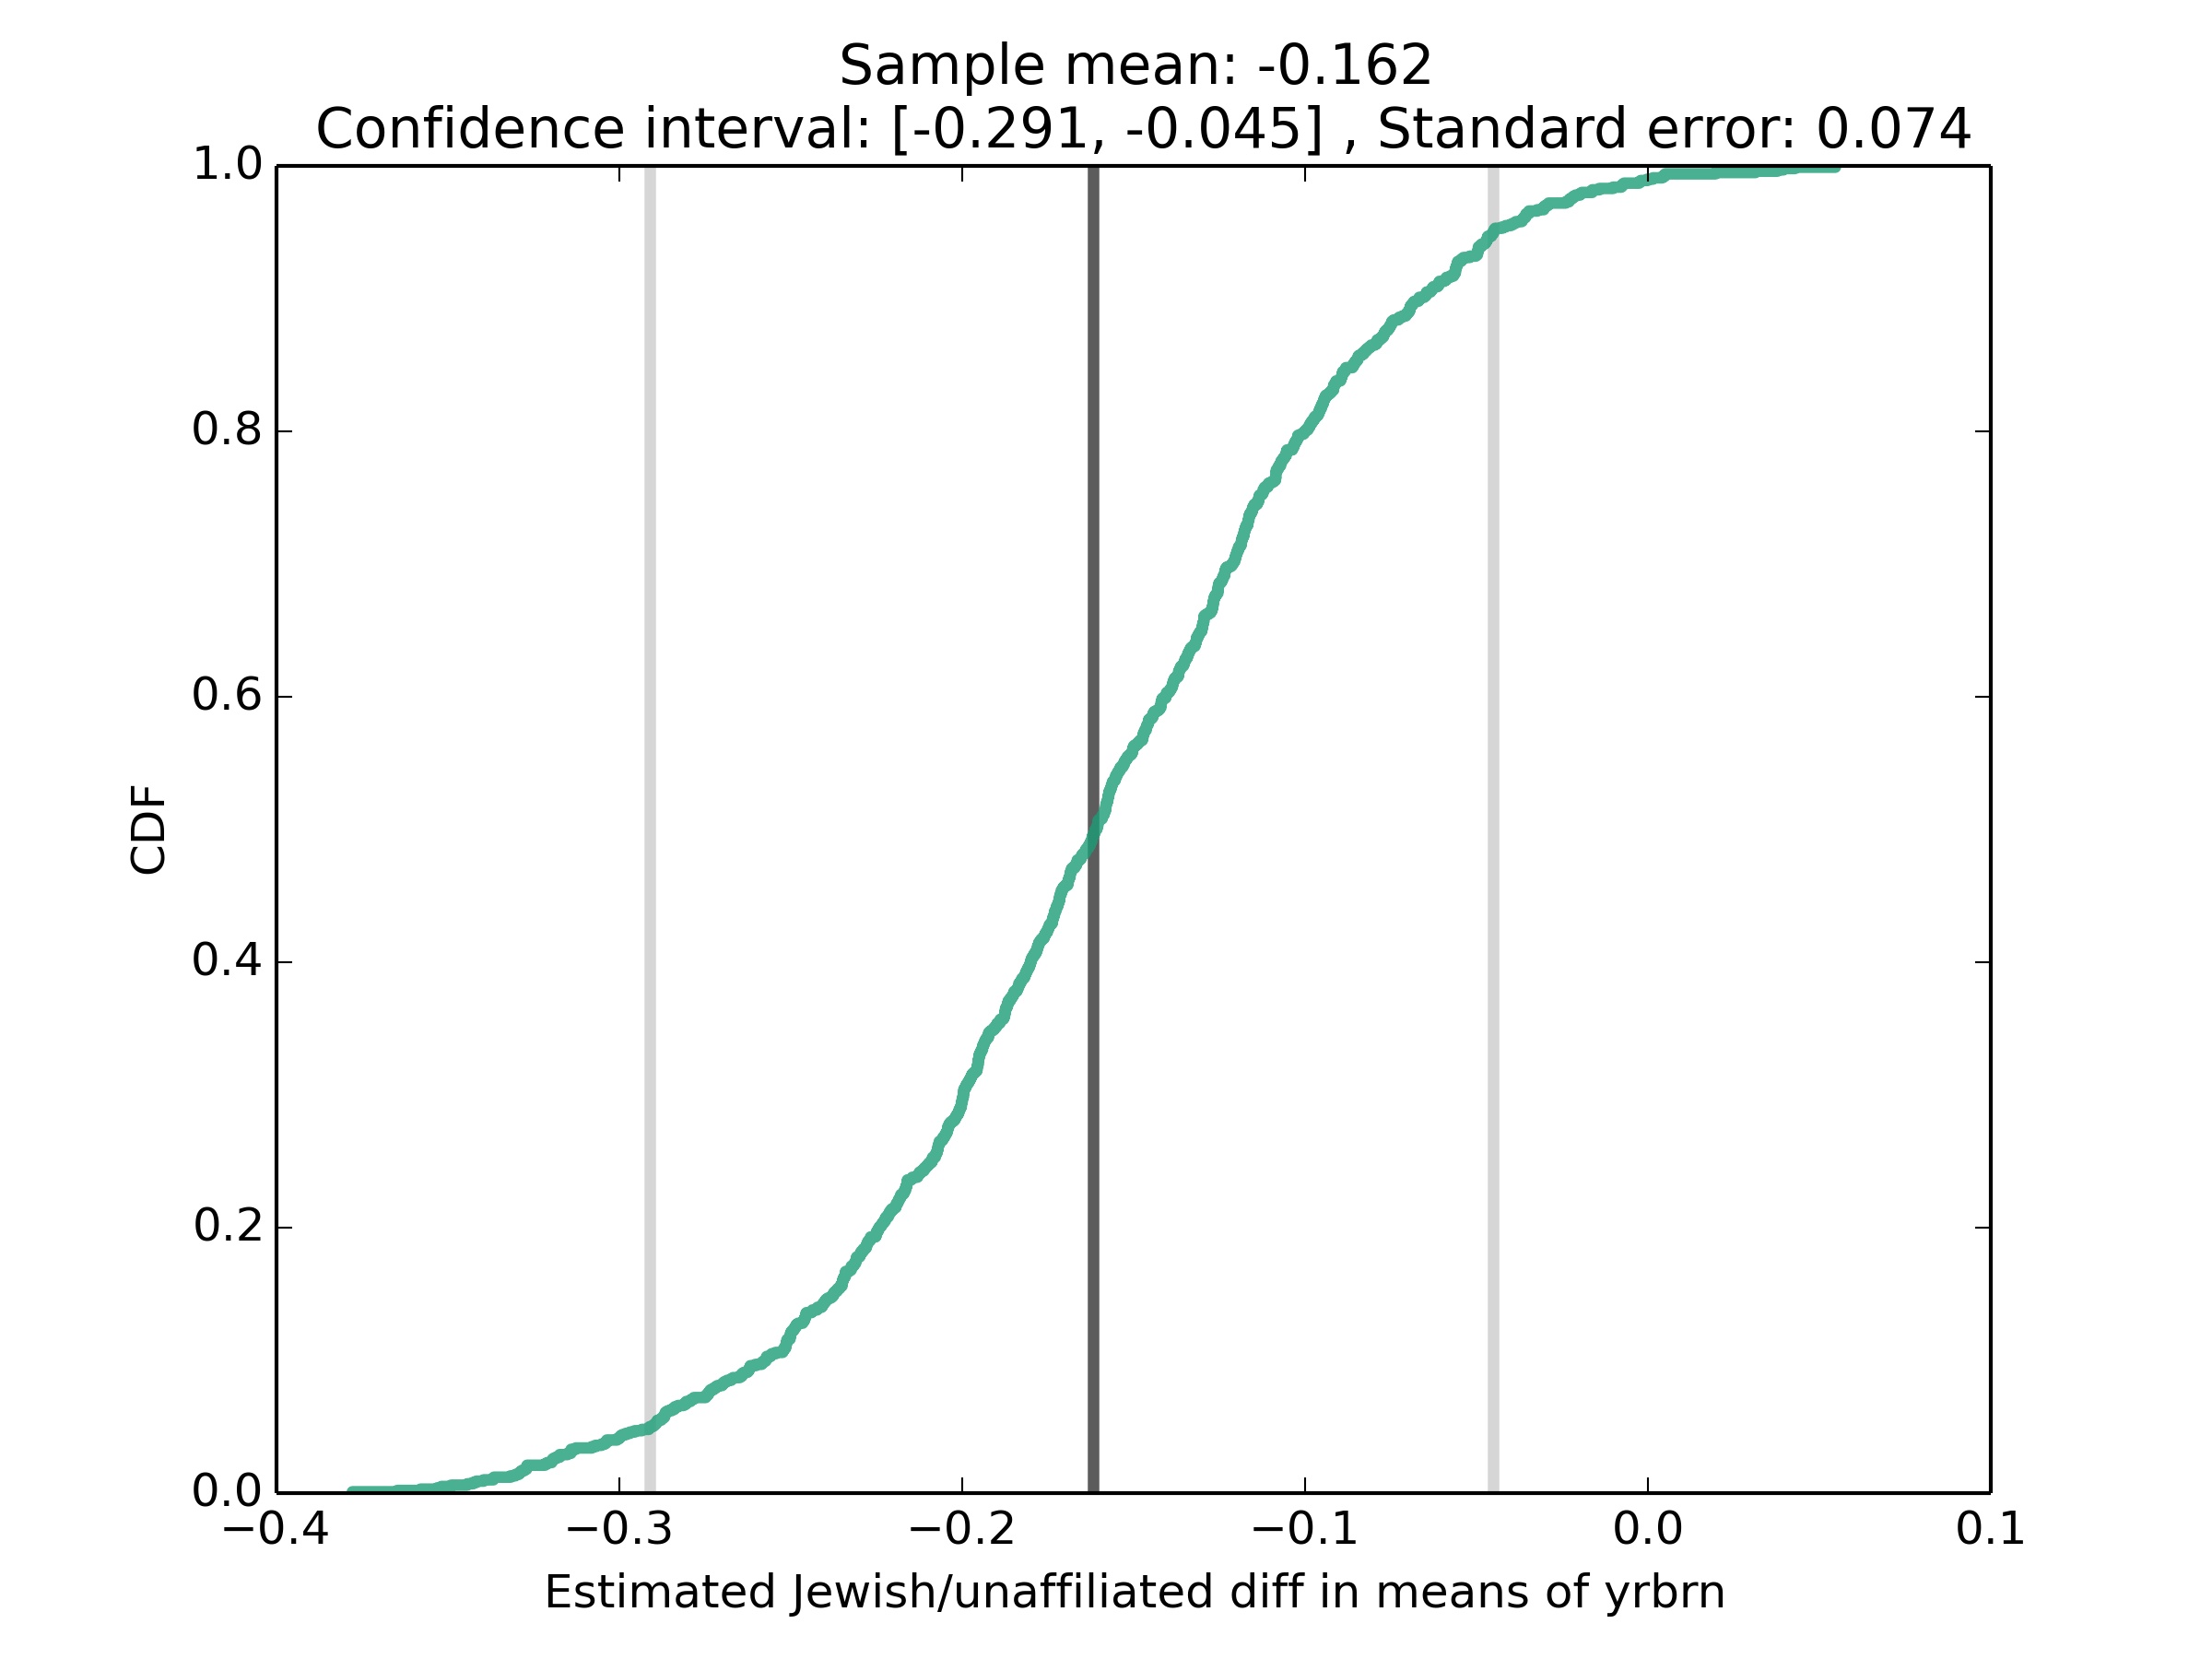 Sample mean: -0.162
Confidence interval: [-0.291, -0.045] , Standard error: 0.074
1.0
0.8
0.6
0.4
0.2
0.0
CDF
−0.4 −0.3 −0.2 −0.1 0.0 0.1
Estimated Jewish/unaffiliated diff in means of yrbrn